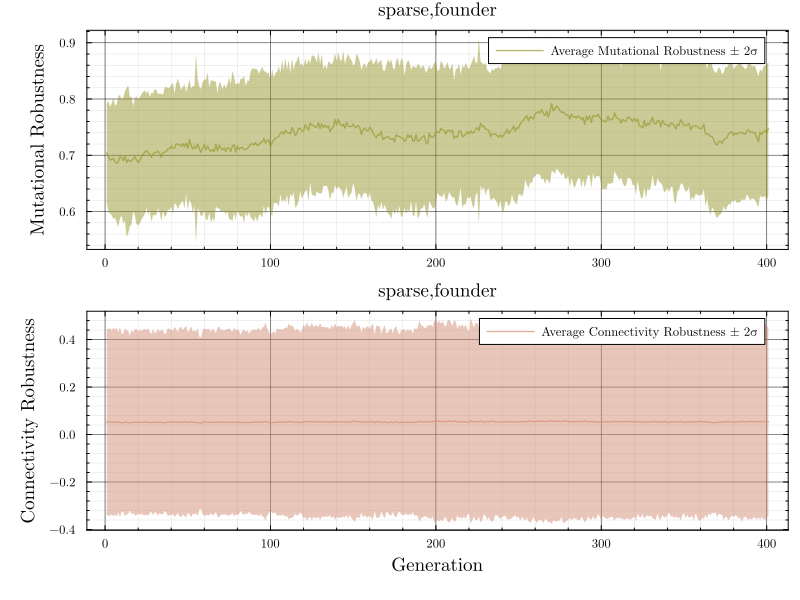 sparse,founder
Average Mutational Robustness ± 2σ
Mutational Robustness
0.9
0.8
0.7
0.6
0 100 200 300 400
sparse,founder
Average Connectivity Robustness ± 2σ
Connectivity Robustness
0.4
0.2
0.0
−0.2
−0.4
0 100 200 300 400
Generation